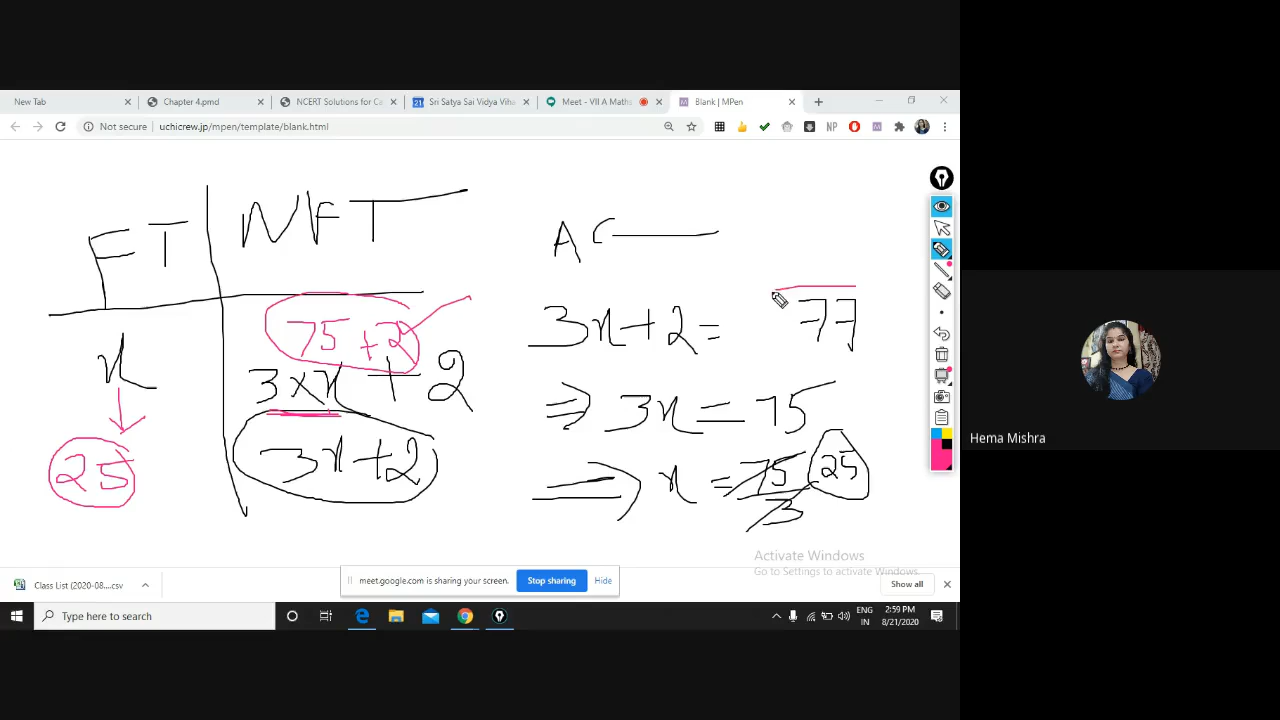 New Tab
Chapter 4.pmd
NCERT Solutions for Ca
Sri Satya Sai Vidya Viha
Meet - VII A Maths
Blank | MPen
Not secure | uchicrew.jp/mpen/template/blank.html
NP
FT
NFT
x
75 + 2
3 × x + 2
3x + 2
25
AC
3x + 2 = 77
⇒ 3x = 75
⇒ x = 75/3 25
Hema Mishra
Activate Windows
Go to Settings to activate Windows.
Class List (2020-08....csv
meet.google.com is sharing your screen.
Stop sharing
Hide
Show all
Type here to search
ENG
IN
2:59 PM
8/21/2020